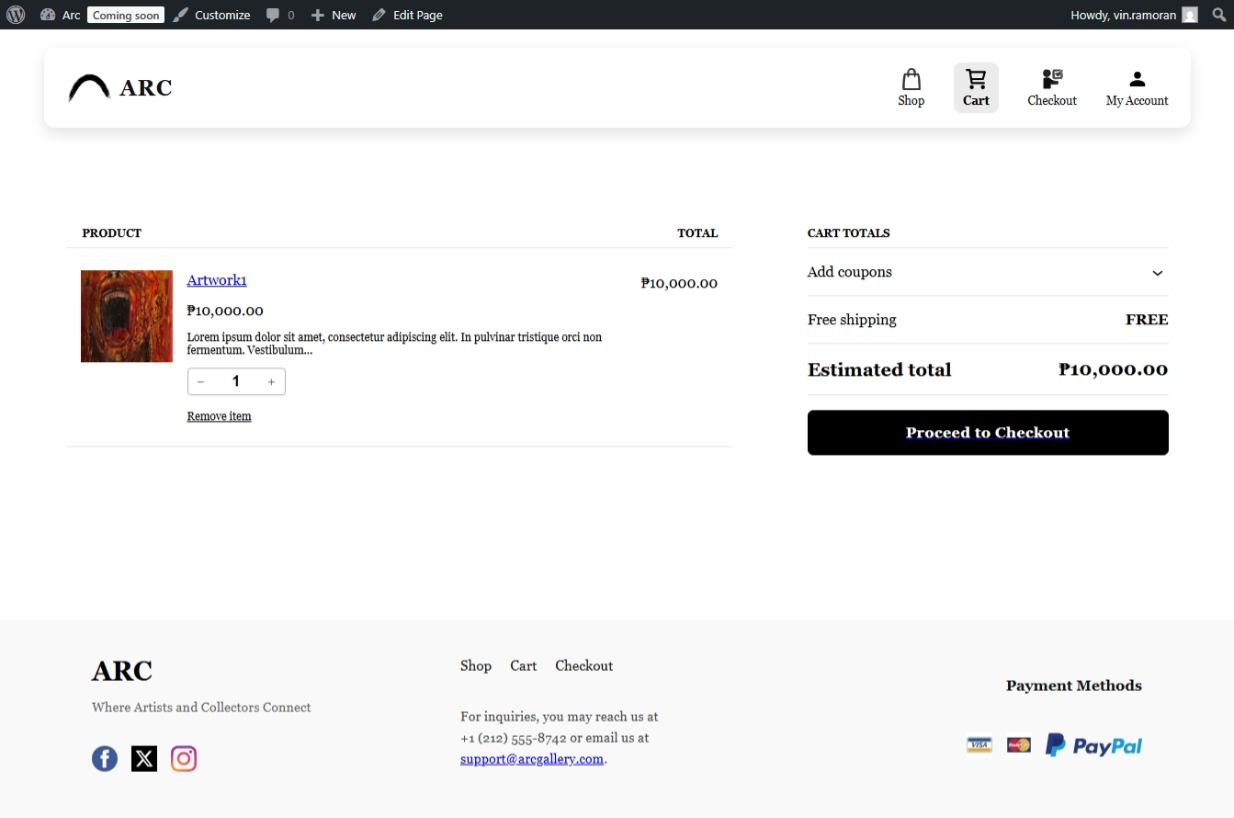 Arc Coming soon Customize 0 New Edit Page Howdy, vin.ramoran
ARC
Shop Cart Checkout My Account
PRODUCT TOTAL
Artwork1 ₱10,000.00
₱10,000.00
Lorem ipsum dolor sit amet, consectetur adipiscing elit. In pulvinar tristique orci non
fermentum. Vestibulum...
− 1 +
Remove item
CART TOTALS
Add coupons
Free shipping FREE
Estimated total ₱10,000.00
Proceed to Checkout
ARC
Where Artists and Collectors Connect
Shop Cart Checkout
For inquiries, you may reach us at
+1 (212) 555-8742 or email us at
support@arcgallery.com.
Payment Methods
VISA MasterCard PayPal